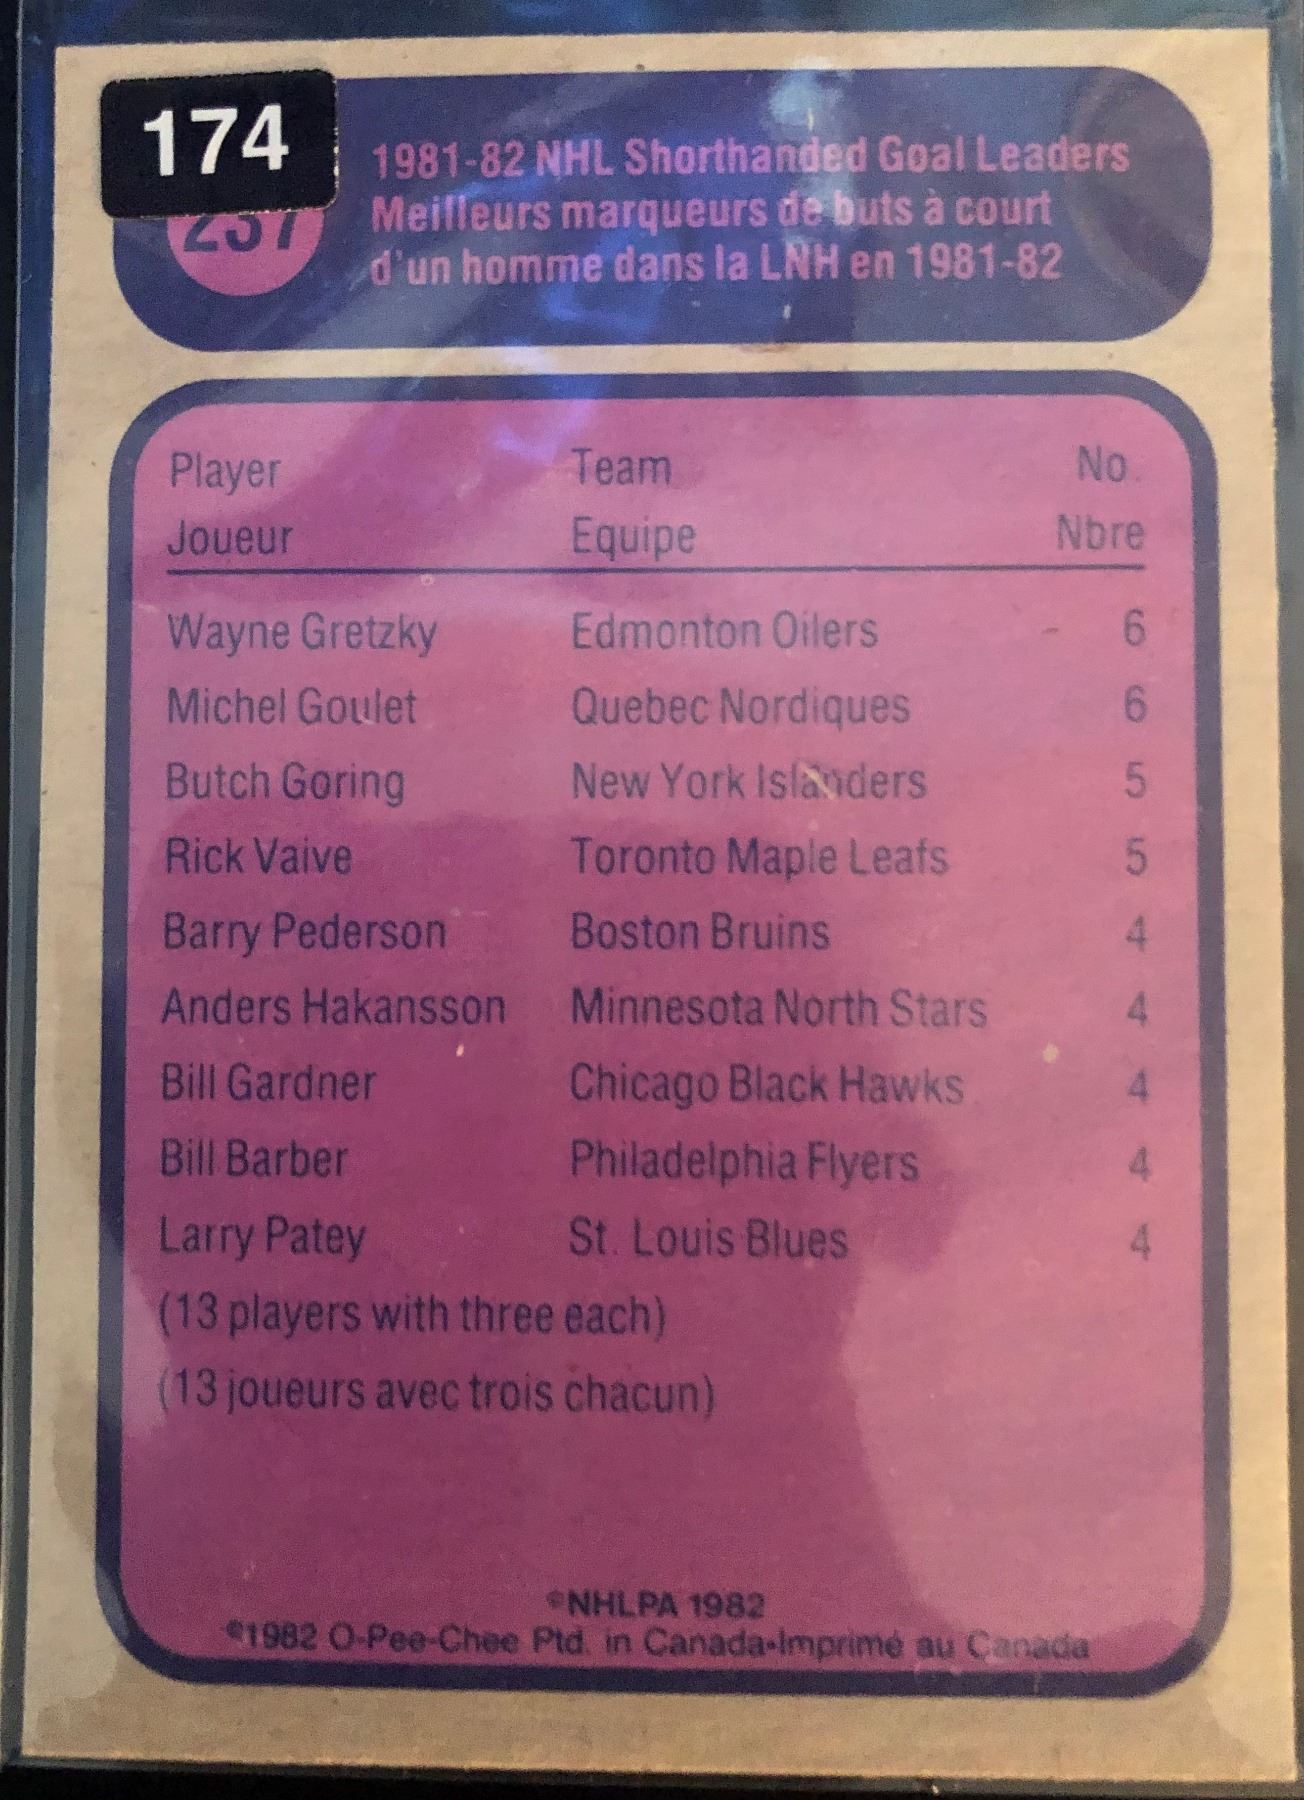 174
237
1981-82 NHL Shorthanded Goal Leaders
Meilleurs marqueurs de buts à court
d'un homme dans la LNH en 1981-82
Player Team No.
Joueur Equipe Nbre
Wayne Gretzky Edmonton Oilers 6
Michel Goulet Quebec Nordiques 6
Butch Goring New York Islanders 5
Rick Vaive Toronto Maple Leafs 5
Barry Pederson Boston Bruins 4
Anders Hakansson Minnesota North Stars 4
Bill Gardner Chicago Black Hawks 4
Bill Barber Philadelphia Flyers 4
Larry Patey St. Louis Blues 4
(13 players with three each)
(13 joueurs avec trois chacun)
©NHLPA 1982
©1982 O-Pee-Chee Ptd. in Canada•Imprimé au Canada